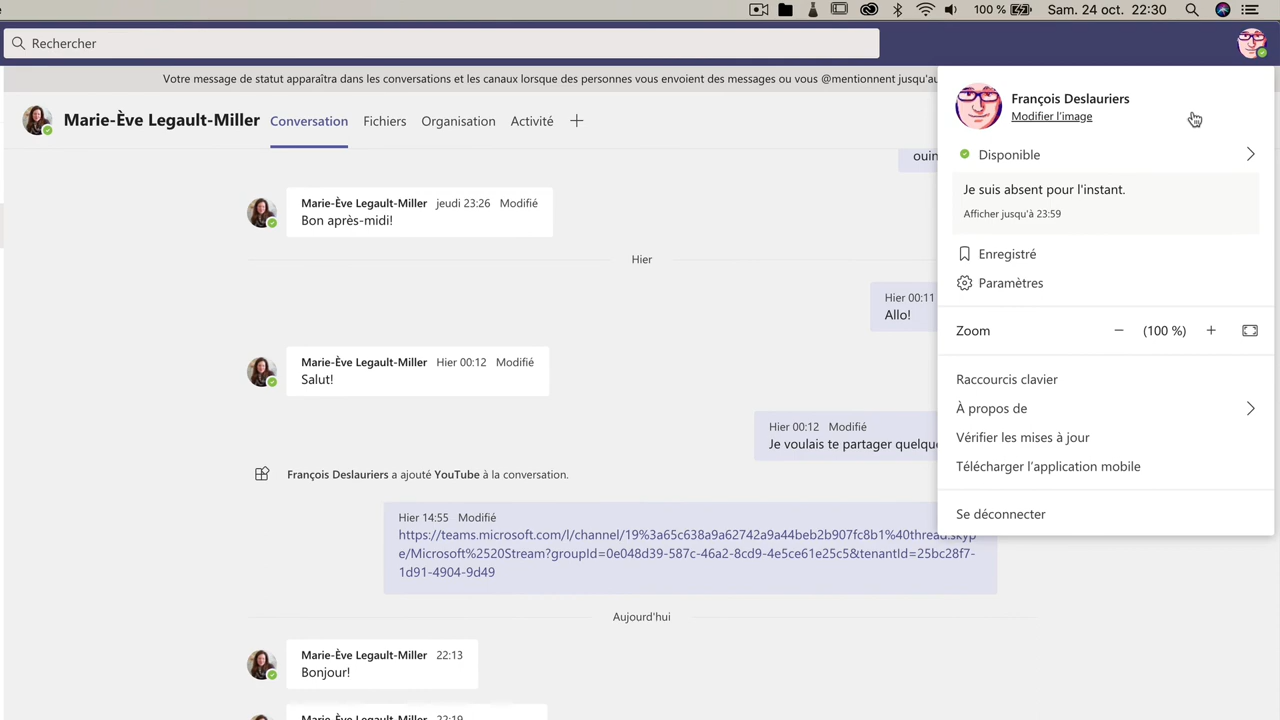 100 % Sam. 24 oct. 22:30
Rechercher
Votre message de statut apparaîtra dans les conversations et les canaux lorsque des personnes vous envoient des messages ou vous @mentionnent jusqu'au
Marie-Ève Legault-Miller Conversation Fichiers Organisation Activité
François Deslauriers
Modifier l'image
Disponible
Je suis absent pour l'instant.
Afficher jusqu'à 23:59
Enregistré
Paramètres
Zoom (100 %)
Raccourcis clavier
À propos de
Vérifier les mises à jour
Télécharger l'application mobile
Se déconnecter
Marie-Ève Legault-Miller jeudi 23:26 Modifié
Bon après-midi!
Hier
Hier 00:11
Allo!
Marie-Ève Legault-Miller Hier 00:12 Modifié
Salut!
Hier 00:12 Modifié
Je voulais te partager
François Deslauriers a ajouté YouTube à la conversation.
Hier 14:55 Modifié
https://teams.microsoft.com/l/channel/19%3a65c638a9a62742a9a44beb2b907fc8b1%40thread.skyp
e/Microsoft%2520Stream?groupId=0e048d39-587c-46a2-8cd9-4e5ce61e25c5&tenantId=25bc28f7-
1d91-4904-9d49
Aujourd'hui
Marie-Ève Legault-Miller 22:13
Bonjour!
Marie-Ève Legault-Miller 22:19